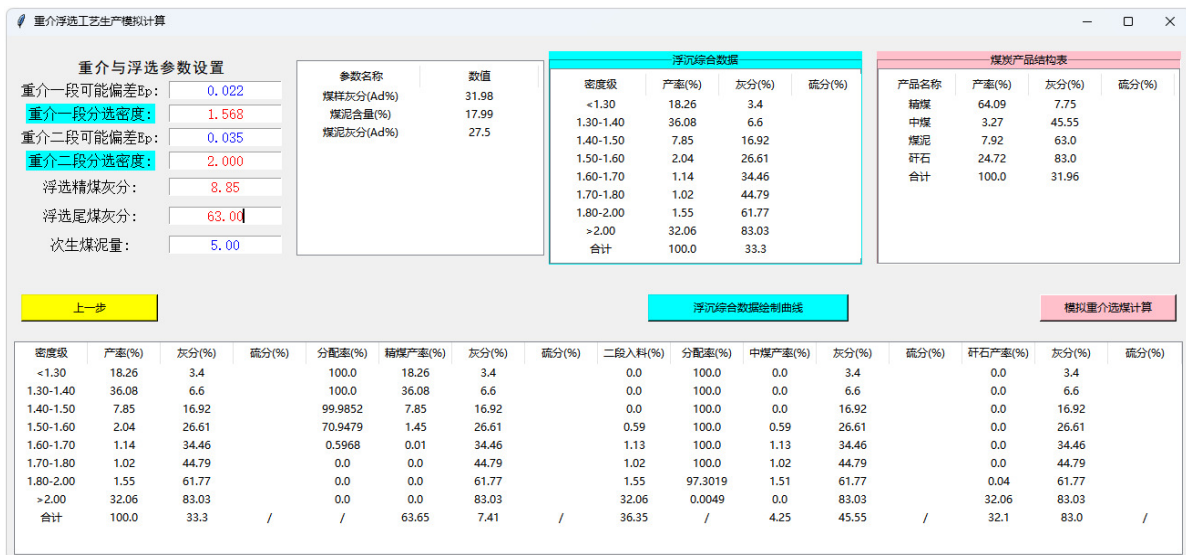 重介浮选工艺生产模拟计算
重介与浮选参数设置
重介一段可能偏差Ep: 0.022
重介一段分选密度: 1.568
重介二段可能偏差Ep: 0.035
重介二段分选密度: 2.000
浮选精煤灰分: 8.85
浮选尾煤灰分: 63.00
次生煤泥量: 5.00
参数名称 数值
煤样灰分(Ad%) 31.98
煤泥含量(%) 17.99
煤泥灰分(Ad%) 27.5
浮沉综合数据
密度级 产率(%) 灰分(%) 硫分(%)
<1.30 18.26 3.4
1.30-1.40 36.08 6.6
1.40-1.50 7.85 16.92
1.50-1.60 2.04 26.61
1.60-1.70 1.14 34.46
1.70-1.80 1.02 44.79
1.80-2.00 1.55 61.77
>2.00 32.06 83.03
合计 100.0 33.3
煤炭产品结构表
产品名称 产率(%) 灰分(%) 硫分(%)
精煤 64.09 7.75
中煤 3.27 45.55
煤泥 7.92 63.0
矸石 24.72 83.0
合计 100.0 31.96
上一步
浮沉综合数据绘制曲线
模拟重介选煤计算
密度级 产率(%) 灰分(%) 硫分(%) 分配率(%) 精煤产率(%) 灰分(%) 硫分(%) 二段入料(%) 分配率(%) 中煤产率(%) 灰分(%) 硫分(%) 矸石产率(%) 灰分(%) 硫分(%)
<1.30 18.26 3.4 100.0 18.26 3.4 0.0 100.0 0.0 3.4 0.0 3.4
1.30-1.40 36.08 6.6 100.0 36.08 6.6 0.0 100.0 0.0 6.6 0.0 6.6
1.40-1.50 7.85 16.92 99.9852 7.85 16.92 0.0 100.0 0.0 16.92 0.0 16.92
1.50-1.60 2.04 26.61 70.9479 1.45 26.61 0.59 100.0 0.59 26.61 0.0 26.61
1.60-1.70 1.14 34.46 0.5968 0.01 34.46 1.13 100.0 1.13 34.46 0.0 34.46
1.70-1.80 1.02 44.79 0.0 0.0 44.79 1.02 100.0 1.02 44.79 0.0 44.79
1.80-2.00 1.55 61.77 0.0 0.0 61.77 1.55 97.3019 1.51 61.77 0.04 61.77
>2.00 32.06 83.03 0.0 0.0 83.03 32.06 0.0049 0.0 83.03 32.06 83.03
合计 100.0 33.3 / / 63.65 7.41 / 36.35 / 4.25 45.55 / 32.1 83.0 /